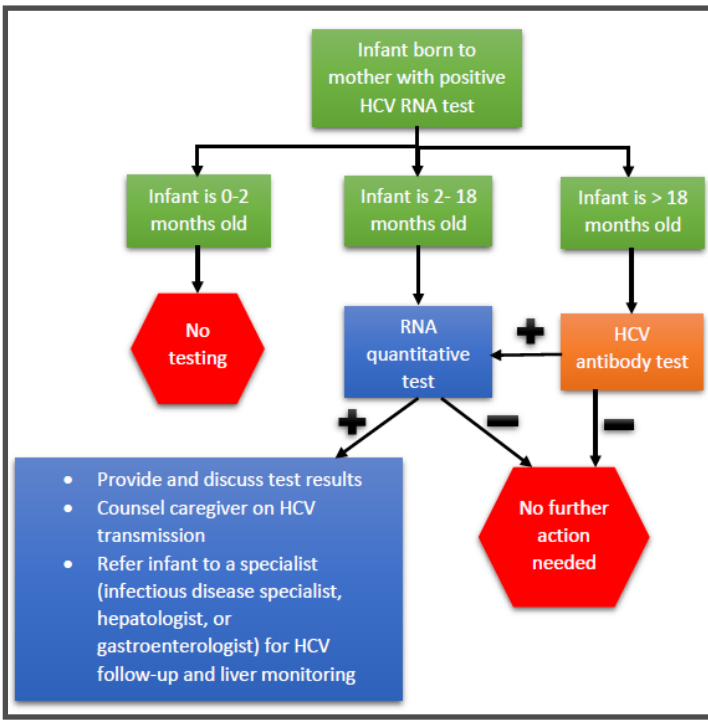 Infant born to
mother with positive
HCV RNA test
Infant is 0-2
months old
Infant is 2- 18
months old
Infant is > 18
months old
No
testing
RNA
quantitative
test
+
HCV
antibody test
+
−
−
• Provide and discuss test results
• Counsel caregiver on HCV
transmission
• Refer infant to a specialist
(infectious disease specialist,
hepatologist, or
gastroenterologist) for HCV
follow-up and liver monitoring
No further
action
needed